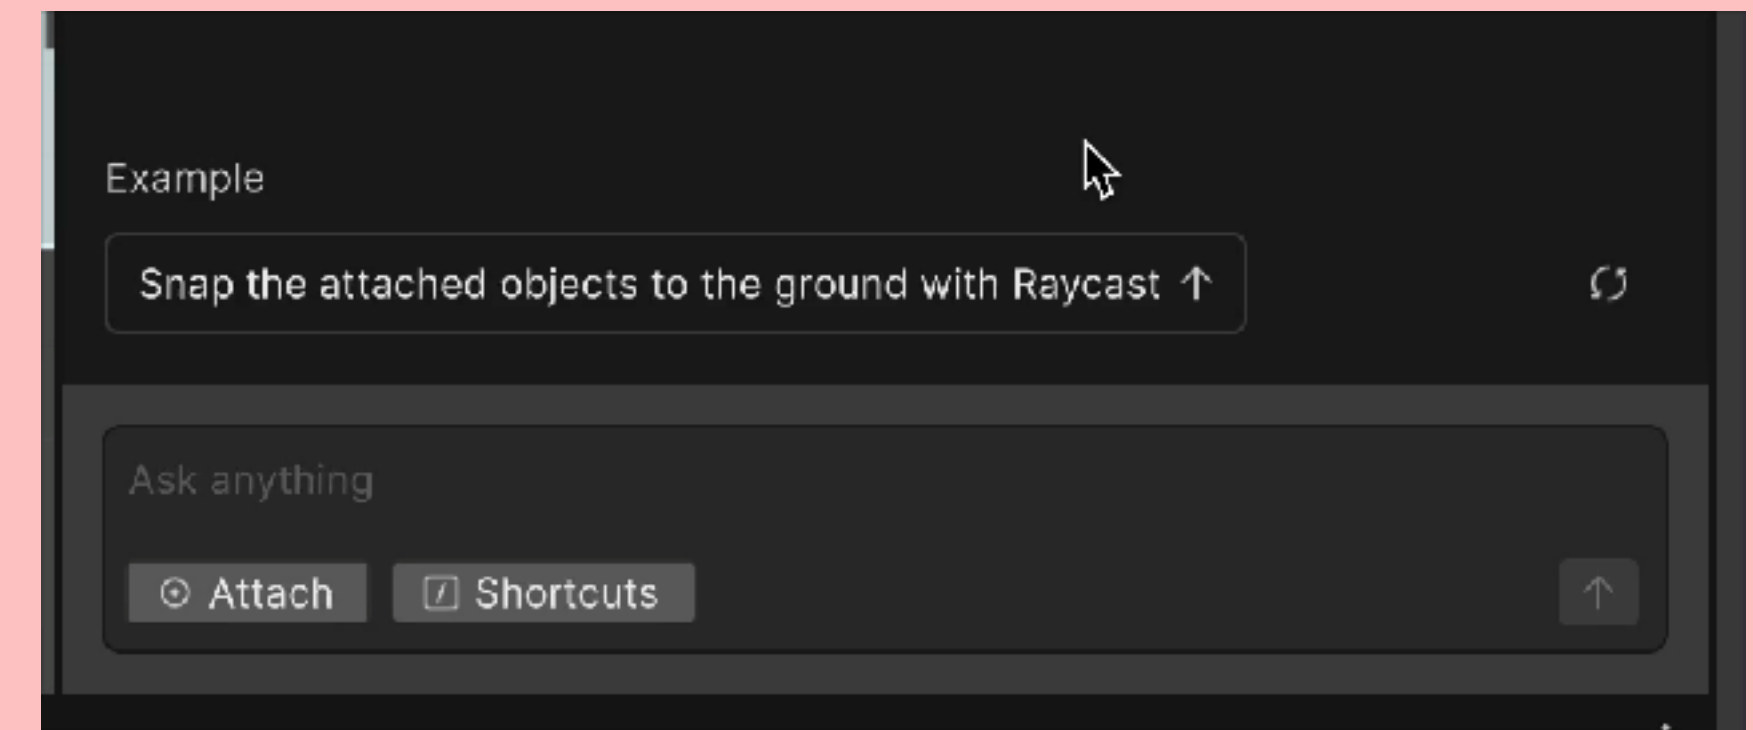 Example
Snap the attached objects to the ground with Raycast ↑
Ask anything
Attach
Shortcuts